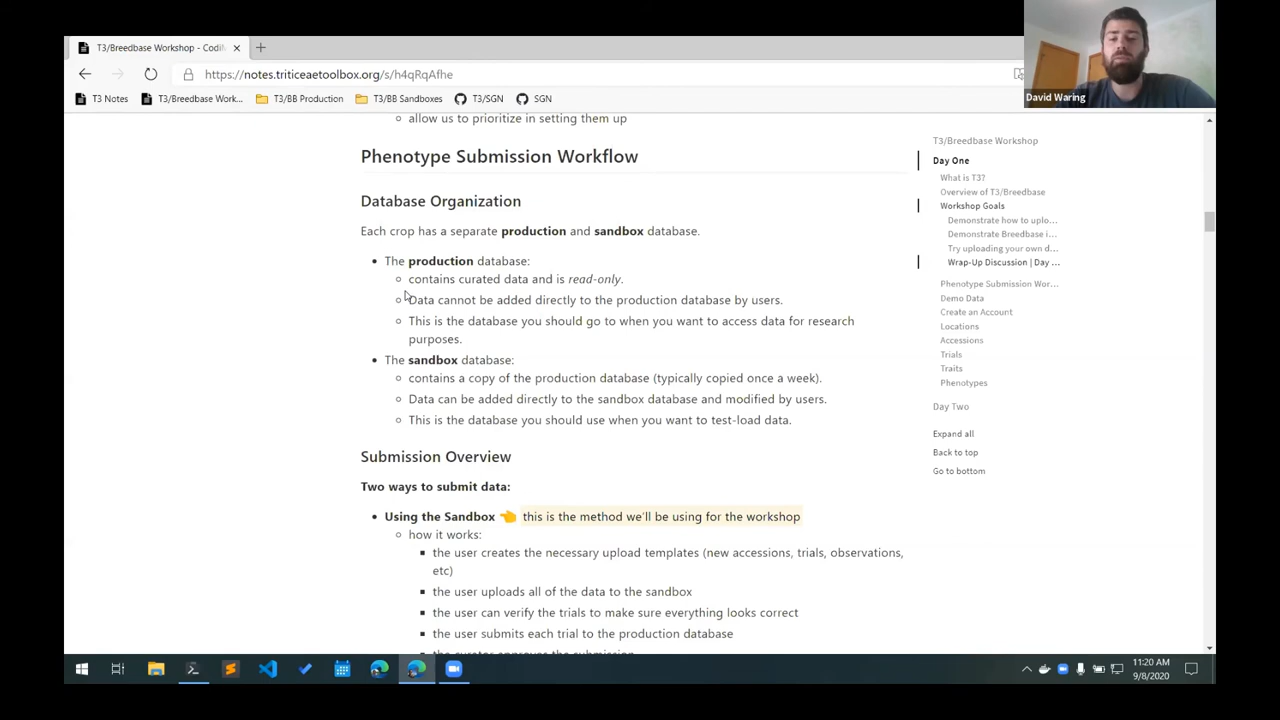 T3/Breedbase Workshop - CodiM
https://notes.triticeaetoolbox.org/s/h4qRqAfhe
T3 Notes
T3/Breedbase Work...
T3/BB Production
T3/BB Sandboxes
T3/SGN
SGN
David Waring
allow us to prioritize in setting them up
Phenotype Submission Workflow
Database Organization
Each crop has a separate production and sandbox database.
The production database:
contains curated data and is read-only.
Data cannot be added directly to the production database by users.
This is the database you should go to when you want to access data for research
purposes.
The sandbox database:
contains a copy of the production database (typically copied once a week).
Data can be added directly to the sandbox database and modified by users.
This is the database you should use when you want to test-load data.
Submission Overview
Two ways to submit data:
Using the Sandbox 👈 this is the method we'll be using for the workshop
how it works:
the user creates the necessary upload templates (new accessions, trials, observations,
etc)
the user uploads all of the data to the sandbox
the user can verify the trials to make sure everything looks correct
the user submits each trial to the production database
the curator approves the submission
T3/Breedbase Workshop
Day One
What is T3?
Overview of T3/Breedbase
Workshop Goals
Demonstrate how to uplo...
Demonstrate Breedbase i...
Try uploading your own d...
Wrap-Up Discussion | Day ...
Phenotype Submission Wor...
Demo Data
Create an Account
Locations
Accessions
Trials
Traits
Phenotypes
Day Two
Expand all
Back to top
Go to bottom
11:20 AM
9/8/2020